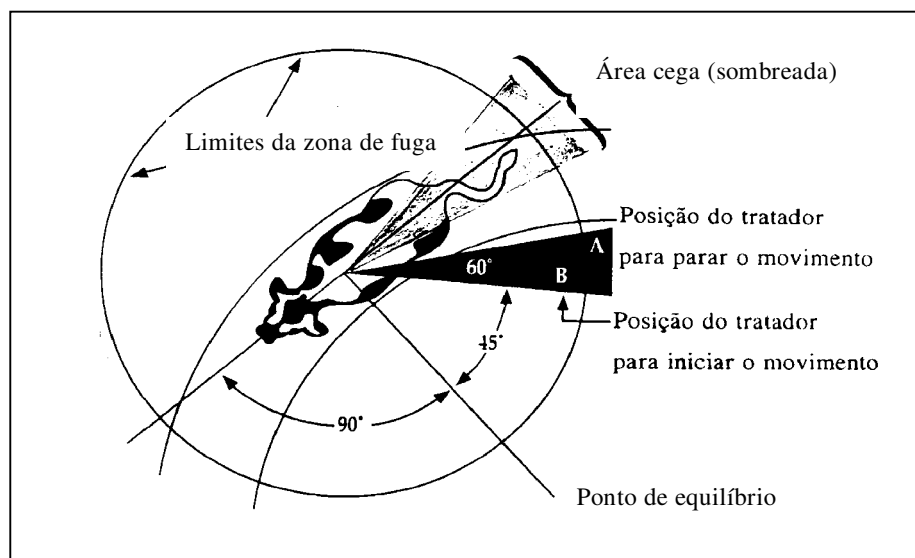 Área cega (sombreada)
Limites da zona de fuga
Posição do tratador
para parar o movimento
A
60°
B
Posição do tratador
para iniciar o movimento
45°
90°
Ponto de equilíbrio